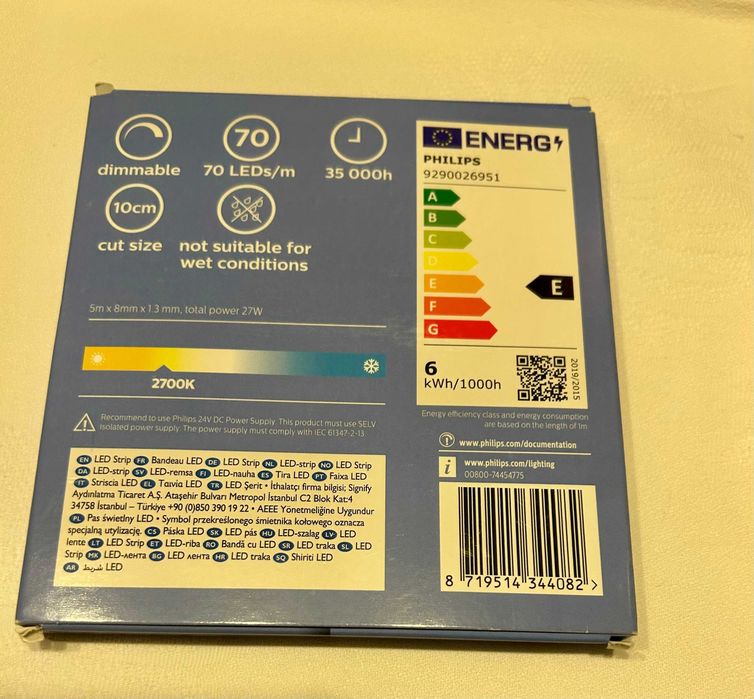 dimmable
70
70 LEDs/m
35 000h
10cm
cut size
not suitable for
wet conditions
5m x 8mm x 1.3 mm, total power 27W
2700K
Recommend to use Philips 24V DC Power Supply. This product must use SELV
Isolated power supply. The power supply must comply with IEC 61347-2-13
EN LED Strip FR Bandeau LED DE LED Strip NL LED-strip NO LED Strip
DA LED-strip SV LED-remsa FI LED-nauha ES Tira LED PT Faixa LED
IT Striscia LED EL Ταινία LED TR LED Şerit • İthalatçı firma bilgisi; Signify
Aydınlatma Ticaret A.Ş. Ataşehir Bulvarı Metropol İstanbul C2 Blok Kat:4
34758 İstanbul – Türkiye +90 (0)850 390 19 22 • AEEE Yönetmeliğine Uygundur
PL Pas świetlny LED • Symbol przekreślonego śmietnika kołowego oznacza
specjalną utylizację. CS Páska LED SK LED pás HU LED-szalag LV LED
lente LT LED Strip ET LED-riba RO Bandă cu LED SR LED traka SL LED
Strip MK LED-лента BG LED лента HR LED traka SQ Shiriti LED
AR شريط LED
ENERG
PHILIPS
9290026951
A
B
C
D
E
F
G
E
6
kWh/1000h
2019/2015
Energy efficiency class and energy consumption
are based on the length of 1m
www.philips.com/documentation
i
www.philips.com/lighting
00800-74454775
8 719514 344082 >